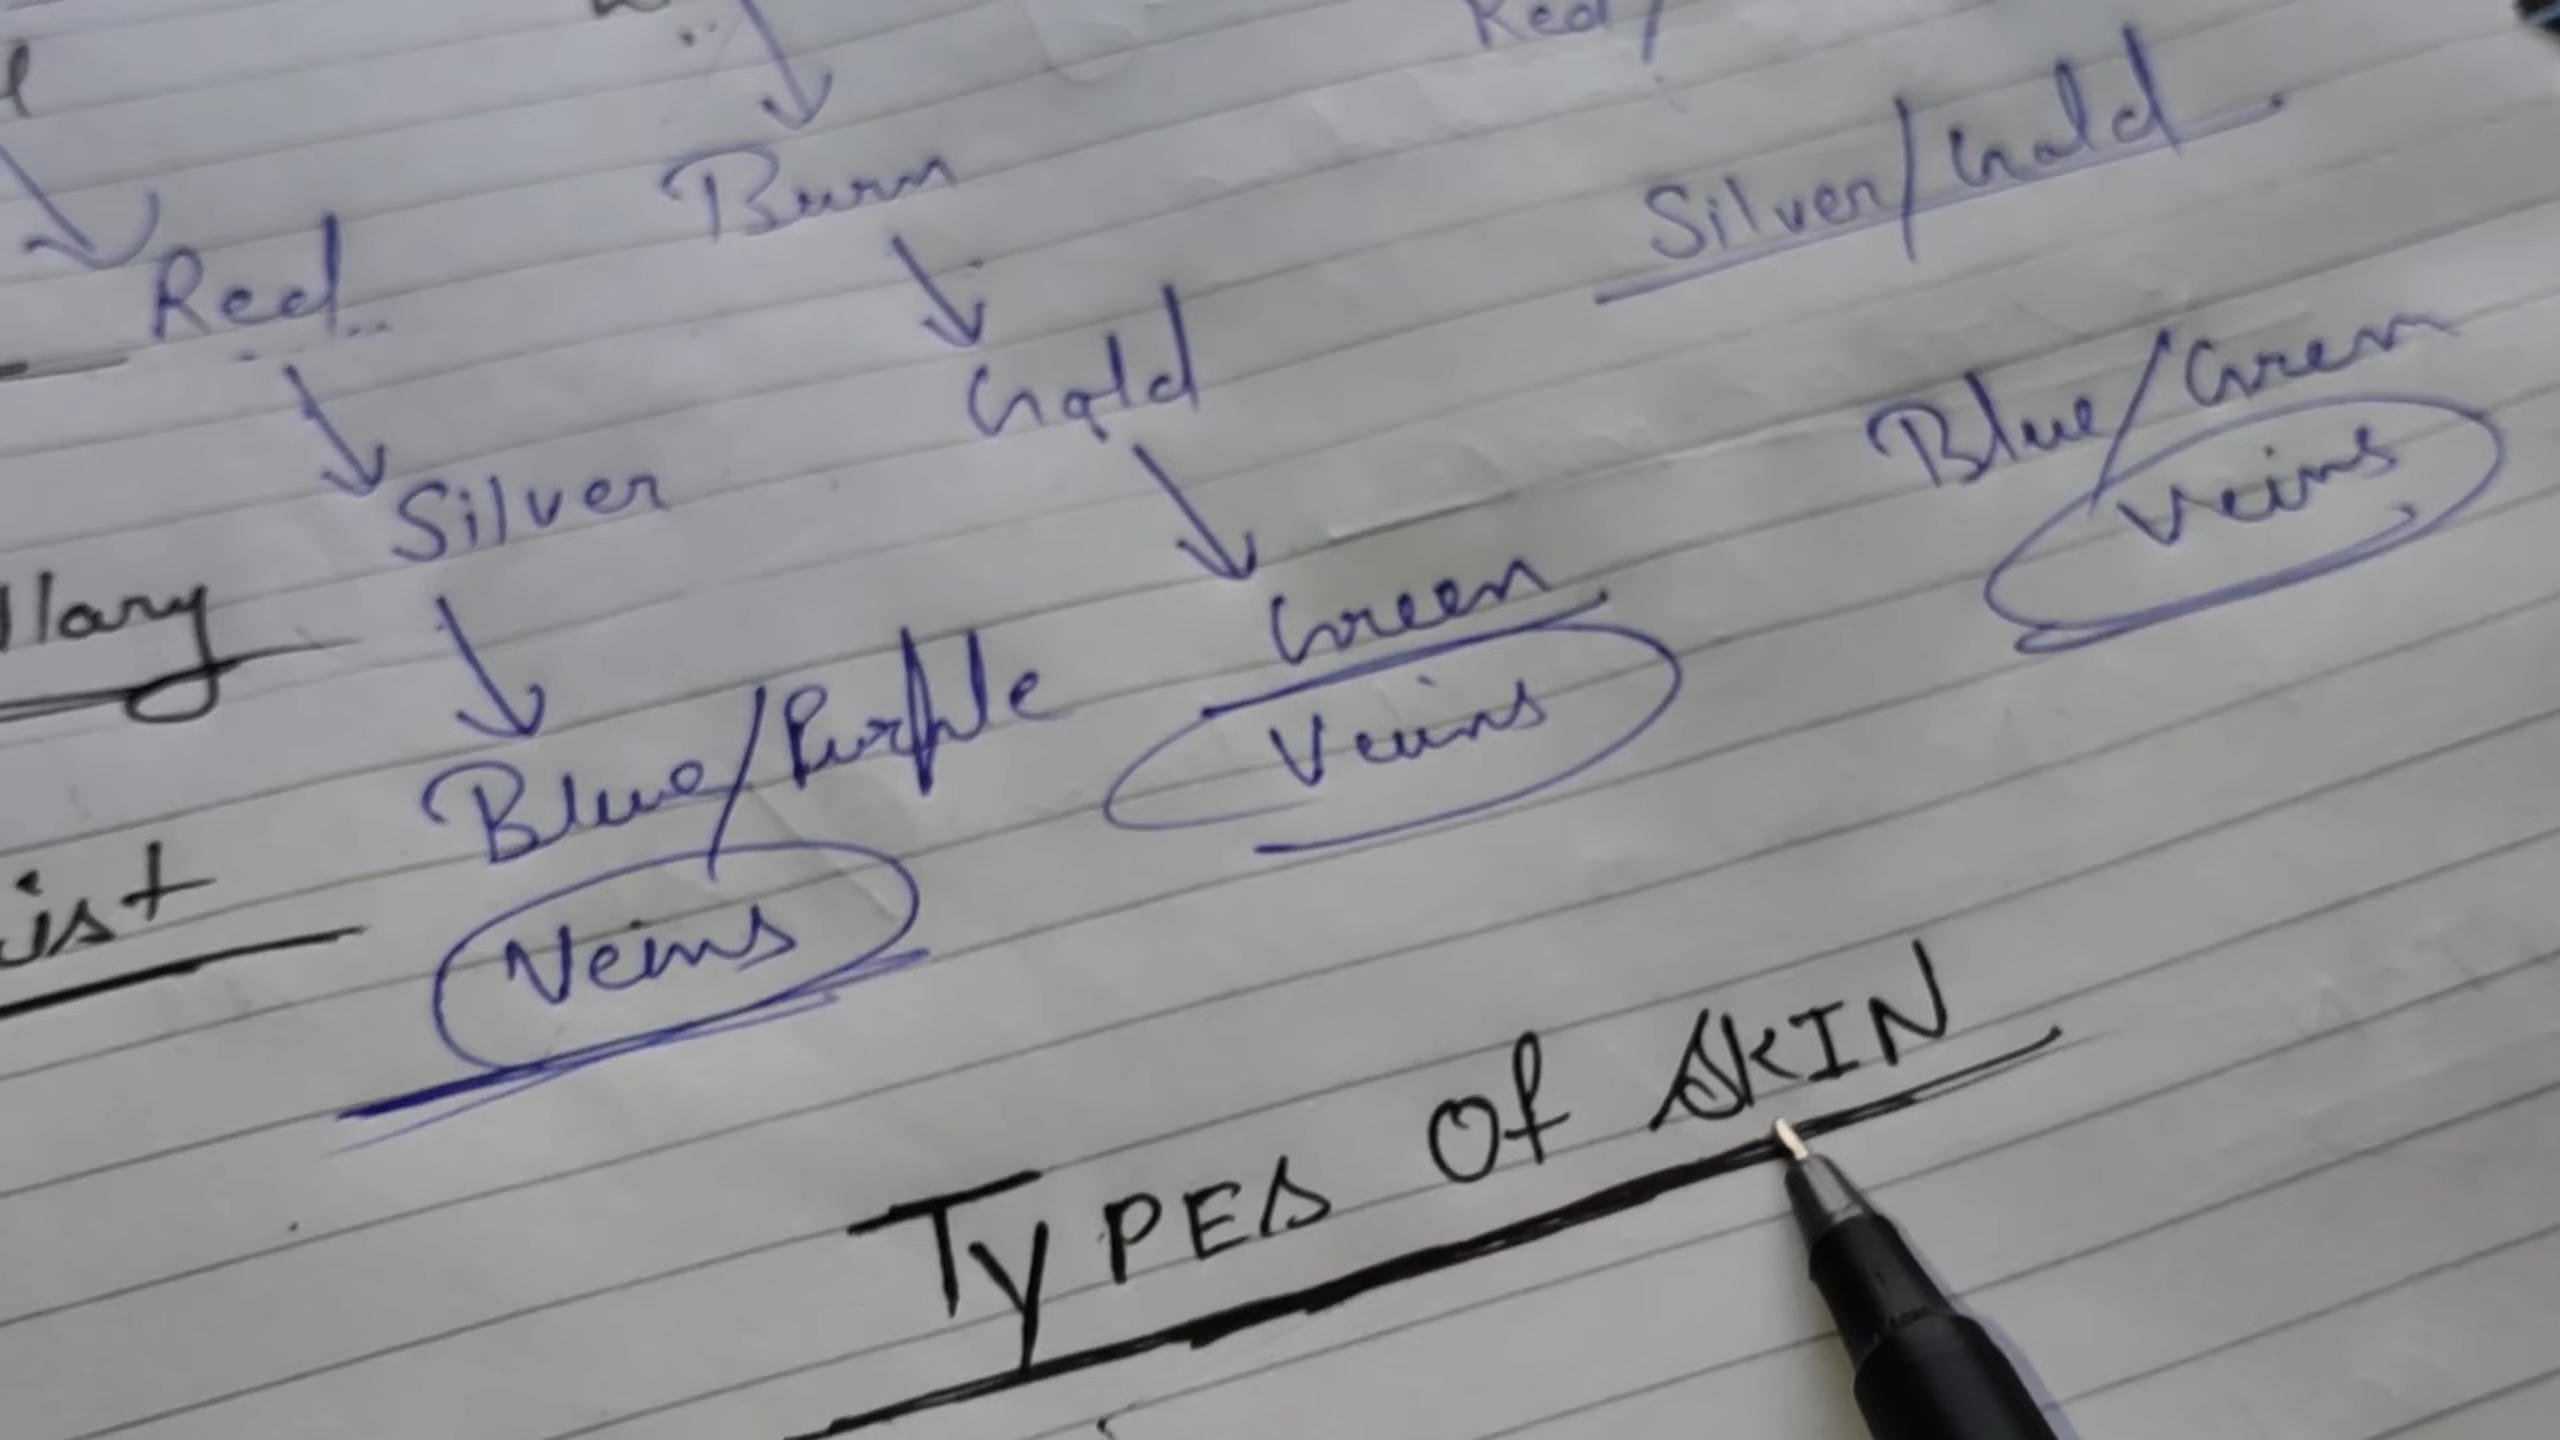 Red/
Burn
Silver/Gold
Red
Gold
Blue/Green
Silver
Veins
llary
Green
Blue/Purple
Veins
ist
Veins
TYPES Of SKIN